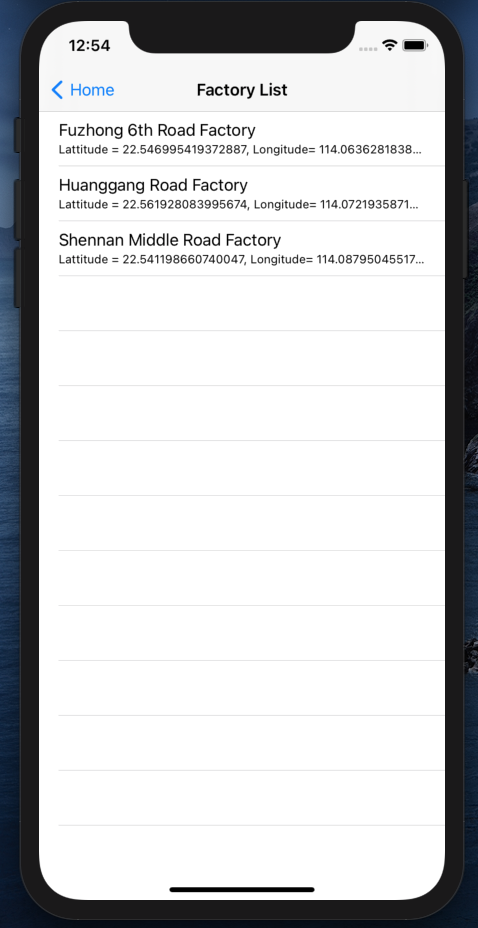 12:54
Home
Factory List
Fuzhong 6th Road Factory
Lattitude = 22.546995419372887, Longitude= 114.0636281838...
Huanggang Road Factory
Lattitude = 22.561928083995674, Longitude= 114.0721935871...
Shennan Middle Road Factory
Lattitude = 22.541198660740047, Longitude= 114.08795045517...